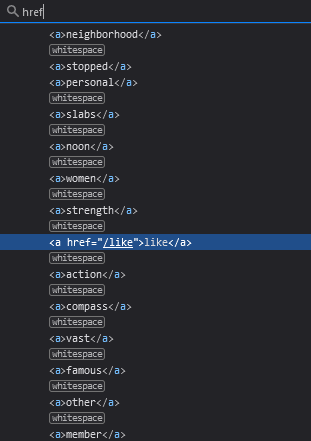 href
<a>neighborhood</a>
whitespace
<a>stopped</a>
whitespace
<a>personal</a>
whitespace
<a>slabs</a>
whitespace
<a>noon</a>
whitespace
<a>women</a>
whitespace
<a>strength</a>
whitespace
<a href="/like">like</a>
whitespace
<a>action</a>
whitespace
<a>compass</a>
whitespace
<a>vast</a>
whitespace
<a>famous</a>
whitespace
<a>other</a>
whitespace
<a>member</a>